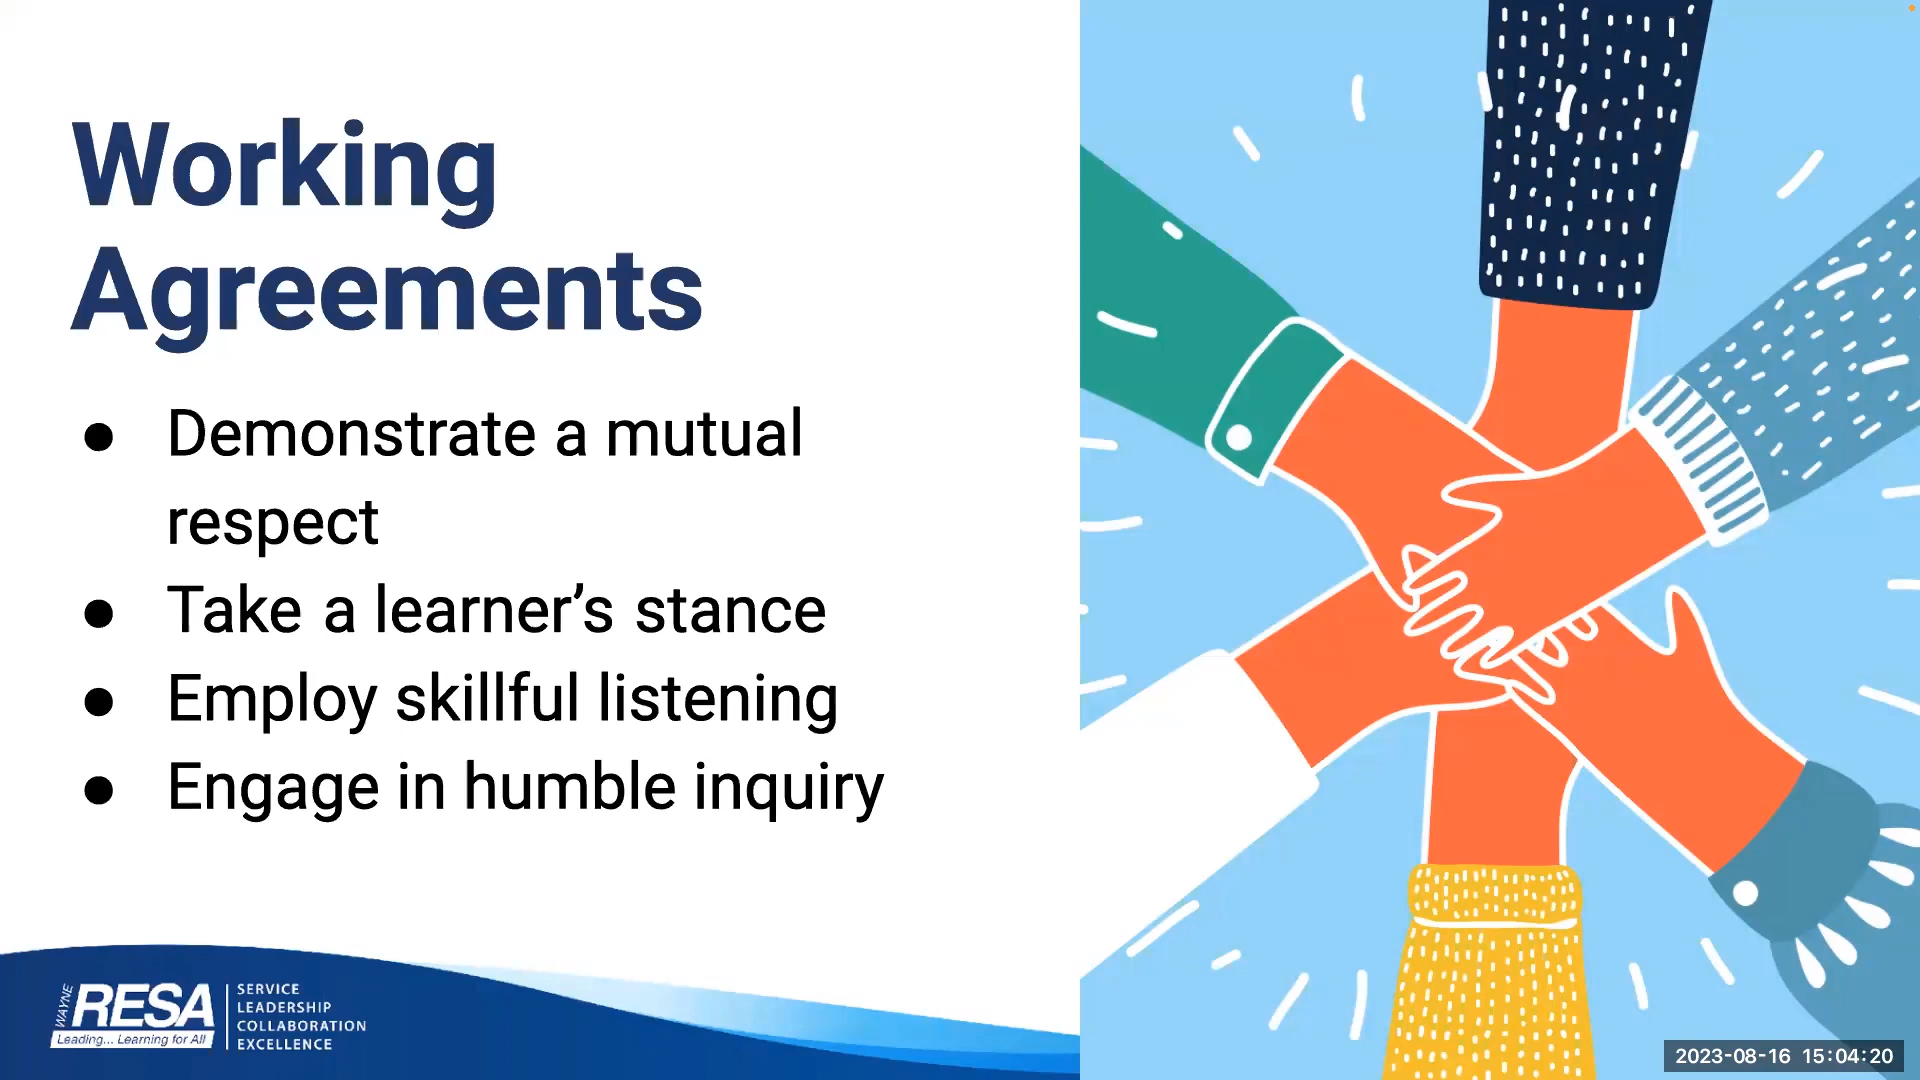 Working
Agreements
● Demonstrate a mutual
respect
● Take a learner’s stance
● Employ skillful listening
● Engage in humble inquiry
WAYNE
RESA
Leading... Learning for All
SERVICE
LEADERSHIP
COLLABORATION
EXCELLENCE
2023-08-16 15:04:20